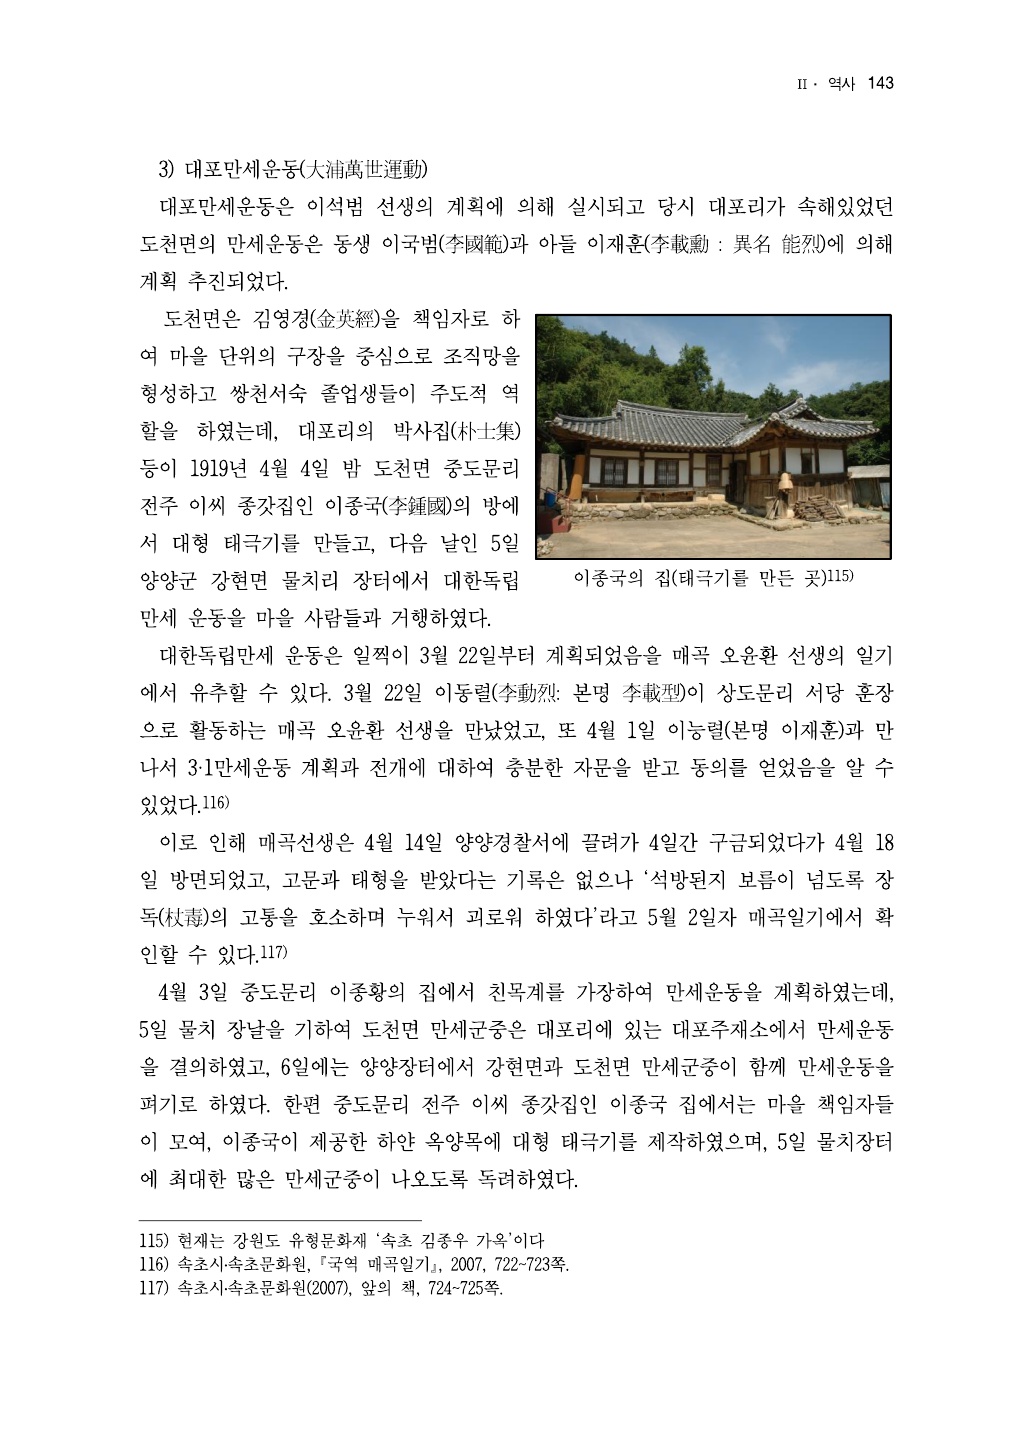 II · 역사 143
3) 대포만세운동(大浦萬世運動)
대포만세운동은 이석범 선생의 계획에 의해 실시되고 당시 대포리가 속해있었던
도천면의 만세운동은 동생 이국범(李國範)과 아들 이재훈(李載勳 : 異名 能烈)에 의해
계획 추진되었다.
도천면은 김영경(金英經)을 책임자로 하
여 마을 단위의 구장을 중심으로 조직망을
형성하고 쌍천서숙 졸업생들이 주도적 역
할을 하였는데, 대포리의 박사집(朴士集)
등이 1919년 4월 4일 밤 도천면 중도문리
전주 이씨 종갓집인 이종국(李鍾國)의 방에
서 대형 태극기를 만들고, 다음 날인 5일
양양군 강현면 물치리 장터에서 대한독립
만세 운동을 마을 사람들과 거행하였다.
이종국의 집(태극기를 만든 곳)115)
대한독립만세 운동은 일찍이 3월 22일부터 계획되었음을 매곡 오윤환 선생의 일기
에서 유추할 수 있다. 3월 22일 이동렬(李動烈: 본명 李載型)이 상도문리 서당 훈장
으로 활동하는 매곡 오윤환 선생을 만났었고, 또 4월 1일 이능렬(본명 이재훈)과 만
나서 3·1만세운동 계획과 전개에 대하여 충분한 자문을 받고 동의를 얻었음을 알 수
있었다.116)
이로 인해 매곡선생은 4월 14일 양양경찰서에 끌려가 4일간 구금되었다가 4월 18
일 방면되었고, 고문과 태형을 받았다는 기록은 없으나 ‘석방된지 보름이 넘도록 장
독(杖毒)의 고통을 호소하며 누워서 괴로워 하였다’라고 5월 2일자 매곡일기에서 확
인할 수 있다.117)
4월 3일 중도문리 이종황의 집에서 친목계를 가장하여 만세운동을 계획하였는데,
5일 물치 장날을 기하여 도천면 만세군중은 대포리에 있는 대포주재소에서 만세운동
을 결의하였고, 6일에는 양양장터에서 강현면과 도천면 만세군중이 함께 만세운동을
펴기로 하였다. 한편 중도문리 전주 이씨 종갓집인 이종국 집에서는 마을 책임자들
이 모여, 이종국이 제공한 하얀 옥양목에 대형 태극기를 제작하였으며, 5일 물치장터
에 최대한 많은 만세군중이 나오도록 독려하였다.
115) 현재는 강원도 유형문화재 ‘속초 김종우 가옥’이다
116) 속초시·속초문화원, 『국역 매곡일기』, 2007, 722~723쪽.
117) 속초시·속초문화원(2007), 앞의 책, 724~725쪽.